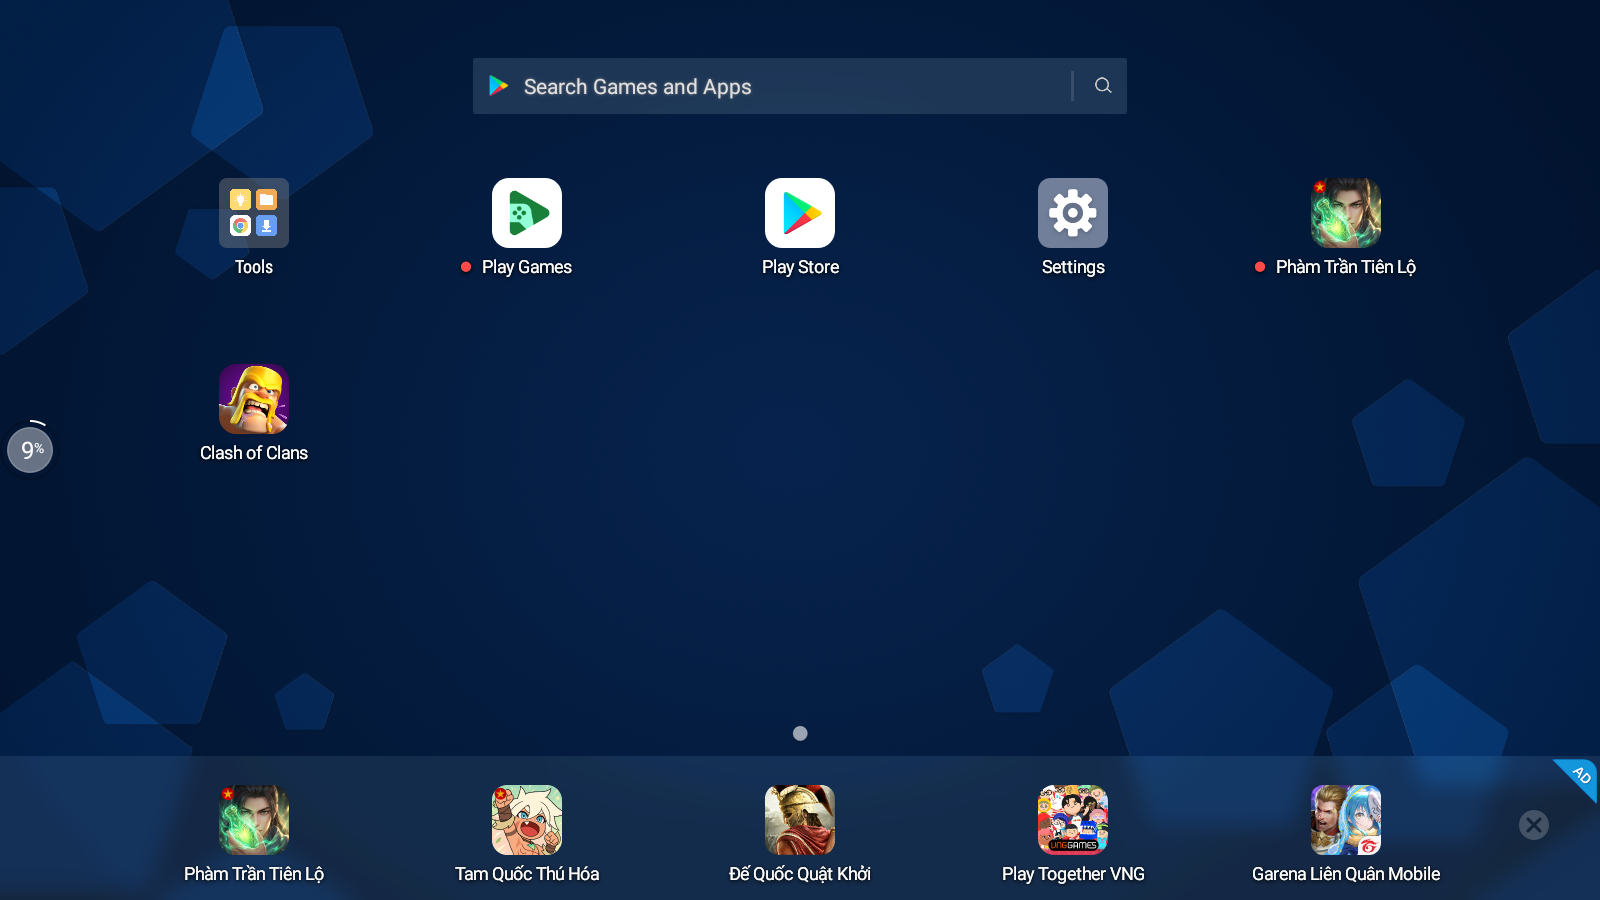 Search Games and Apps
Tools
Play Games
Play Store
Settings
Phàm Trần Tiên Lộ
Clash of Clans
9%
AD
VNGGAMES
Phàm Trần Tiên Lộ
Tam Quốc Thú Hóa
Đế Quốc Quật Khởi
Play Together VNG
Garena Liên Quân Mobile